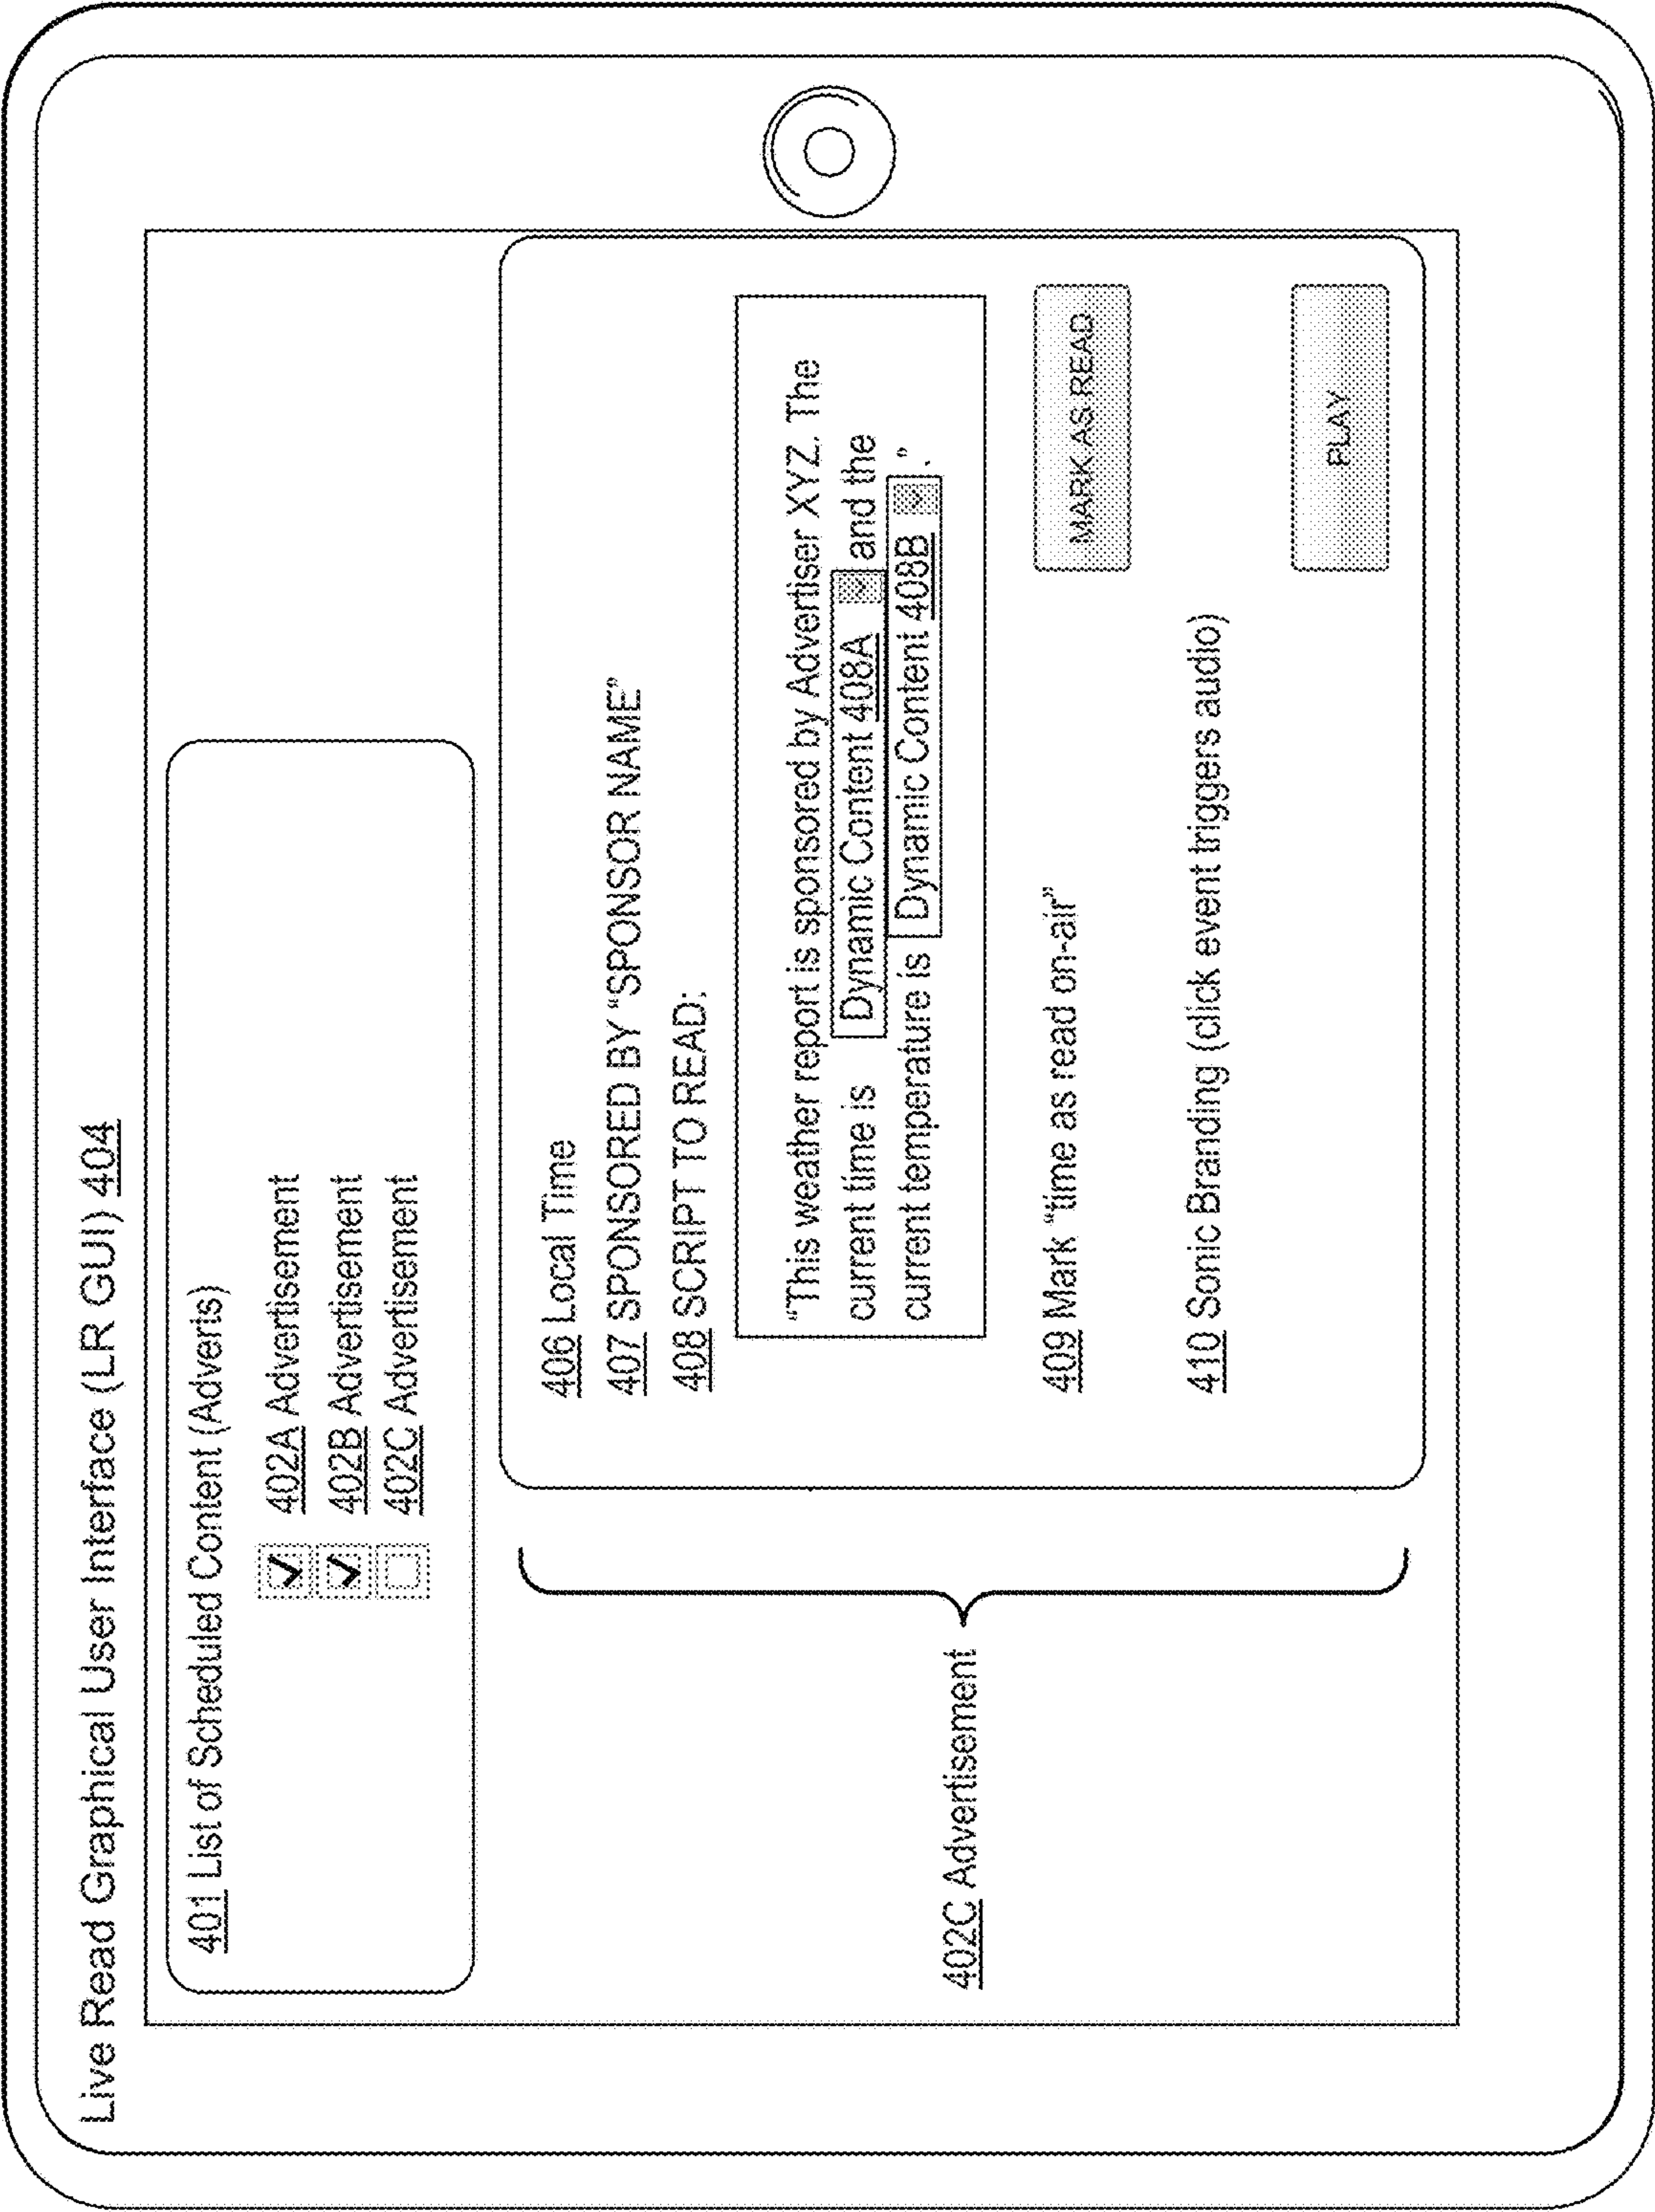 Live Read Graphical User Interface (LR GUI) 404
401 List of Scheduled Content (Adverts)
402A Advertisement
402B Advertisement
402C Advertisement
402C Advertisement
406 Local Time
407 SPONSORED BY “SPONSOR NAME”
408 SCRIPT TO READ:
“This weather report is sponsored by Advertiser XYZ. The
current time is Dynamic Content 408A and the
current temperature is Dynamic Content 408B .”
409 Mark “time as read on-air”
MARK AS READ
410 Sonic Branding (click event triggers audio)
PLAY